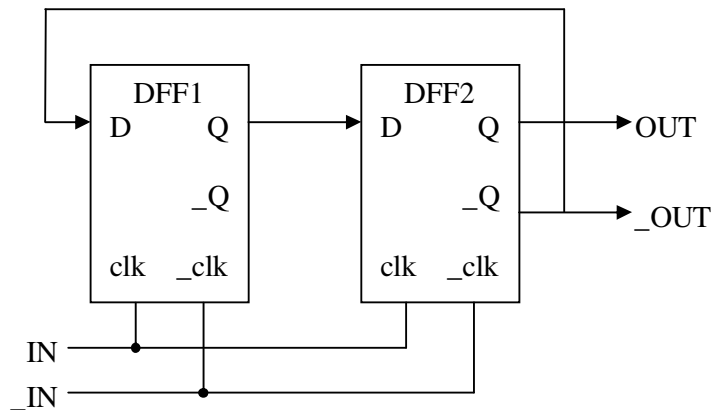 DFF1 DFF2
D Q D Q OUT
_Q _Q _OUT
clk _clk clk _clk
IN
_IN